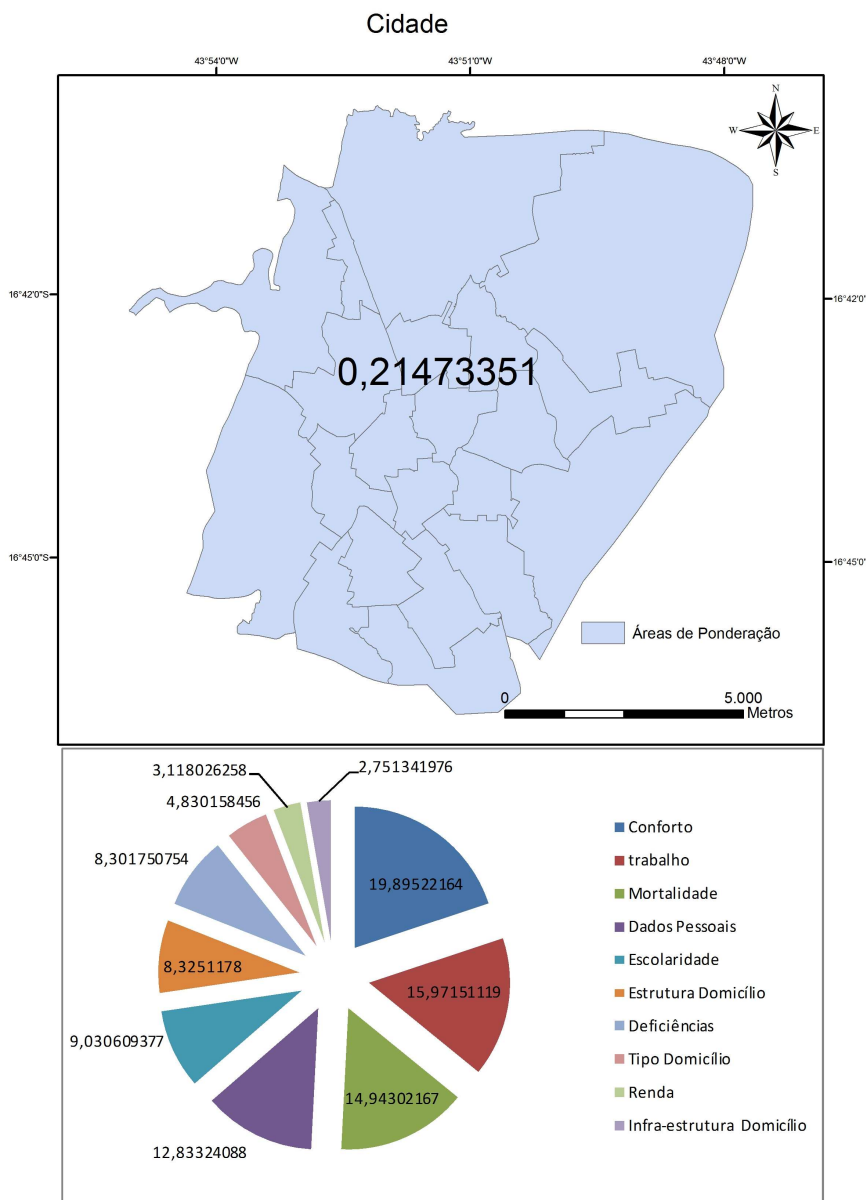 Cidade
43°54'0"W
43°51'0"W
43°48'0"W
N
W
E
S
16°42'0"S
16°42'0"
0,21473351
16°45'0"S
16°45'0"
Áreas de Ponderação
0
5.000
Metros
3,118026258
2,751341976
4,830158456
8,301750754
19,89522164
8,3251178
15,97151119
9,030609377
14,94302167
12,83324088
Conforto
trabalho
Mortalidade
Dados Pessoais
Escolaridade
Estrutura Domicílio
Deficiências
Tipo Domicílio
Renda
Infra-estrutura Domicílio